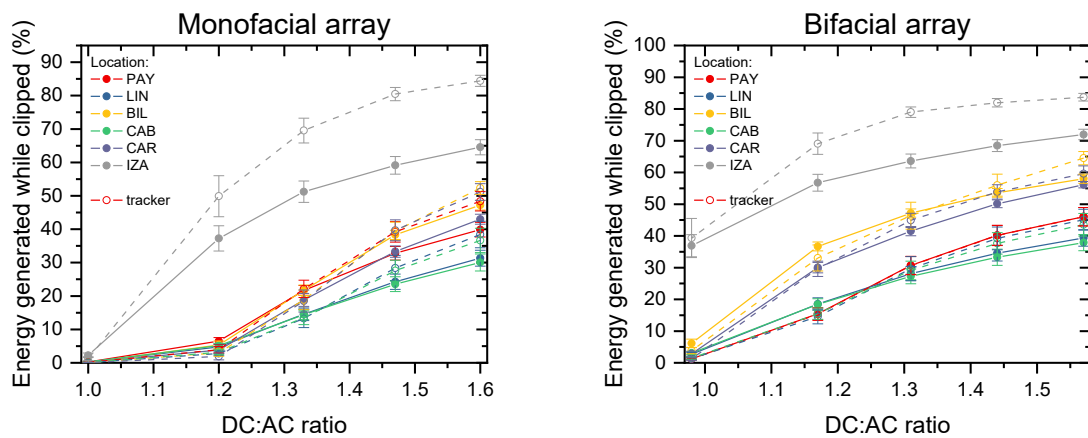 Monofacial array
Energy generated while clipped (%)
90
80
70
60
50
40
30
20
10
0
Location:
PAY
LIN
BIL
CAB
CAR
IZA
tracker
1.0
1.1
1.2
1.3
1.4
1.5
1.6
DC:AC ratio
Bifacial array
Energy generated while clipped (%)
100
90
80
70
60
50
40
30
20
10
0
Location:
PAY
LIN
BIL
CAB
CAR
IZA
tracker
1.0
1.1
1.2
1.3
1.4
1.5
DC:AC ratio